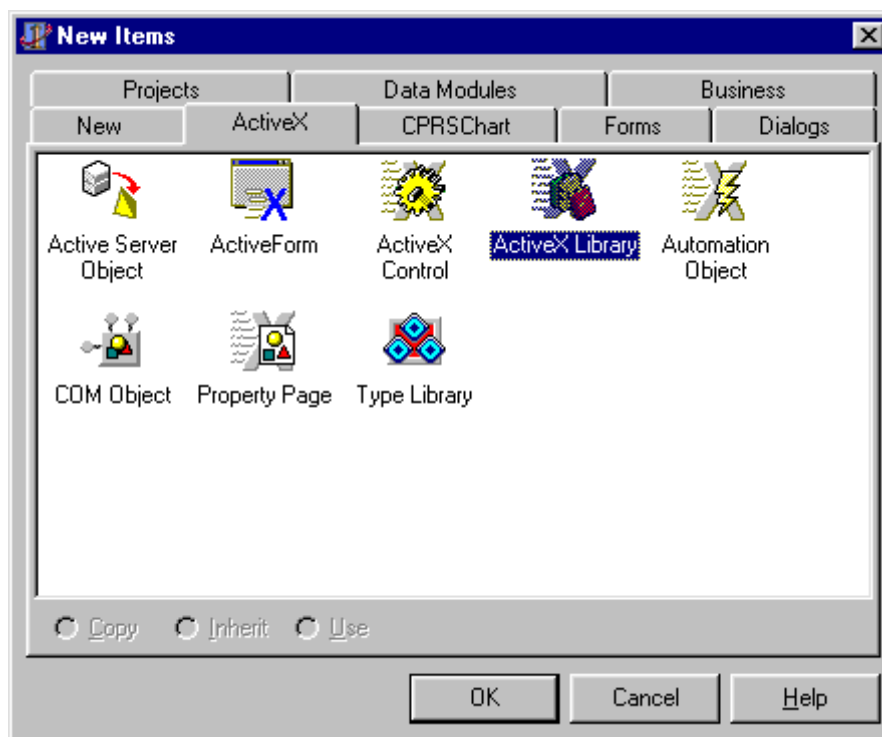 New Items
Projects Data Modules Business
New ActiveX CPRSChart Forms Dialogs
Active Server ActiveForm ActiveX ActiveX Library Automation
Object Control Object
COM Object Property Page Type Library
Copy Inherit Use
OK Cancel Help